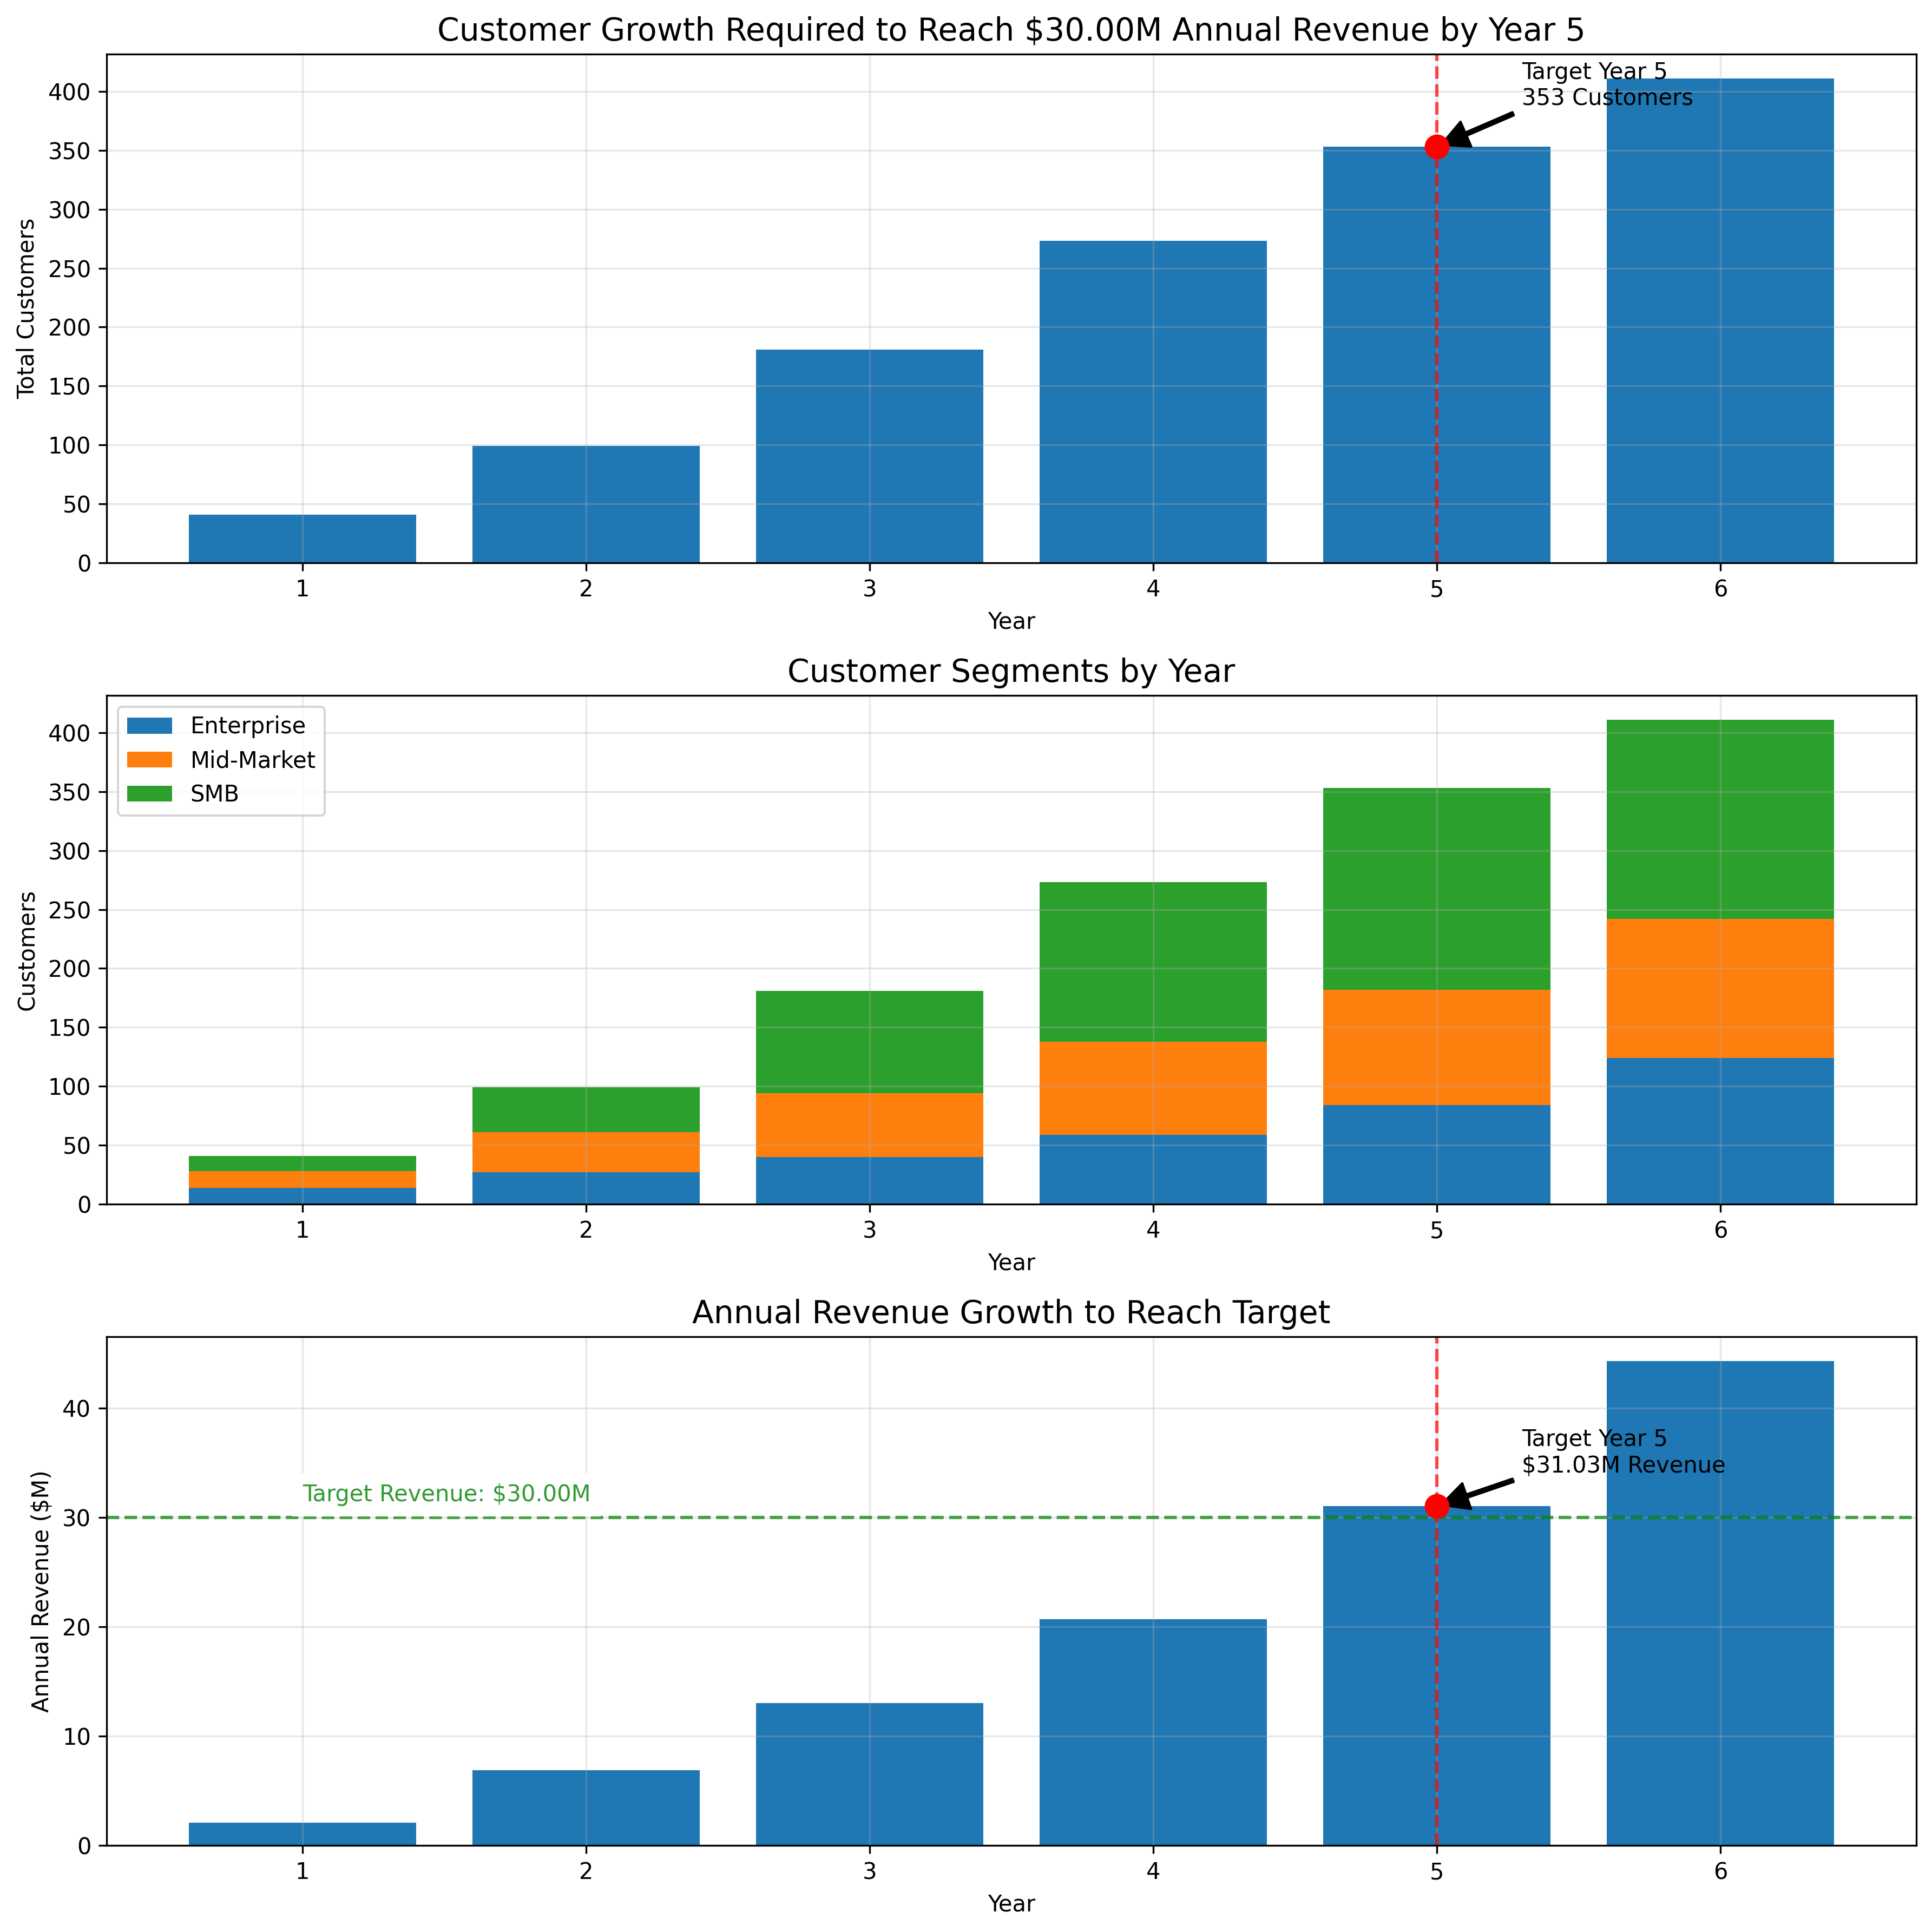 Customer Growth Required to Reach $30.00M Annual Revenue by Year 5
Target Year 5
353 Customers
Total Customers
400
350
300
250
200
150
100
50
0
1 2 3 4 5 6
Year
Customer Segments by Year
Enterprise
Mid-Market
SMB
Customers
400
350
300
250
200
150
100
50
0
1 2 3 4 5 6
Year
Annual Revenue Growth to Reach Target
Target Year 5
$31.03M Revenue
Target Revenue: $30.00M
Annual Revenue ($M)
40
30
20
10
0
1 2 3 4 5 6
Year